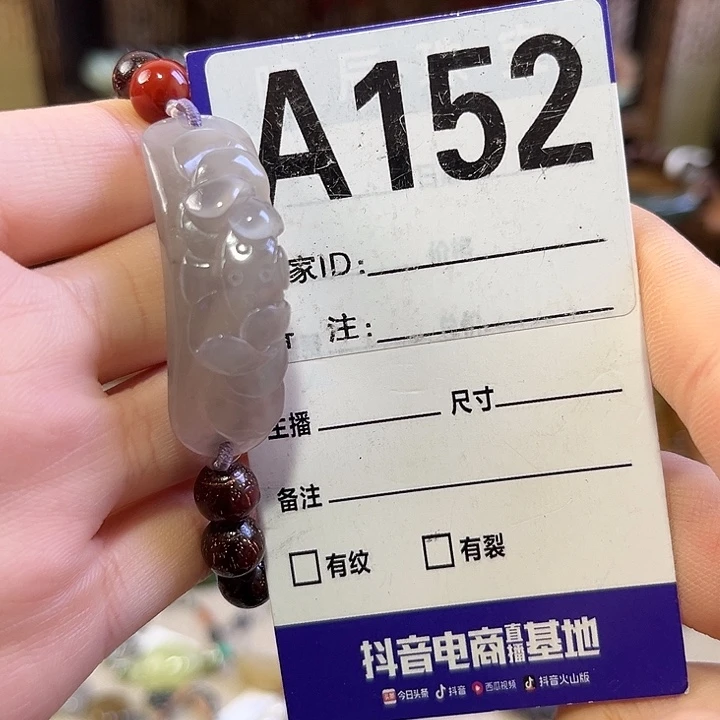 A152
家ID:
注:
主播 尺寸
备注
有纹 有裂
抖音电商直播基地
今日头条 抖音 西瓜视频 抖音火山版